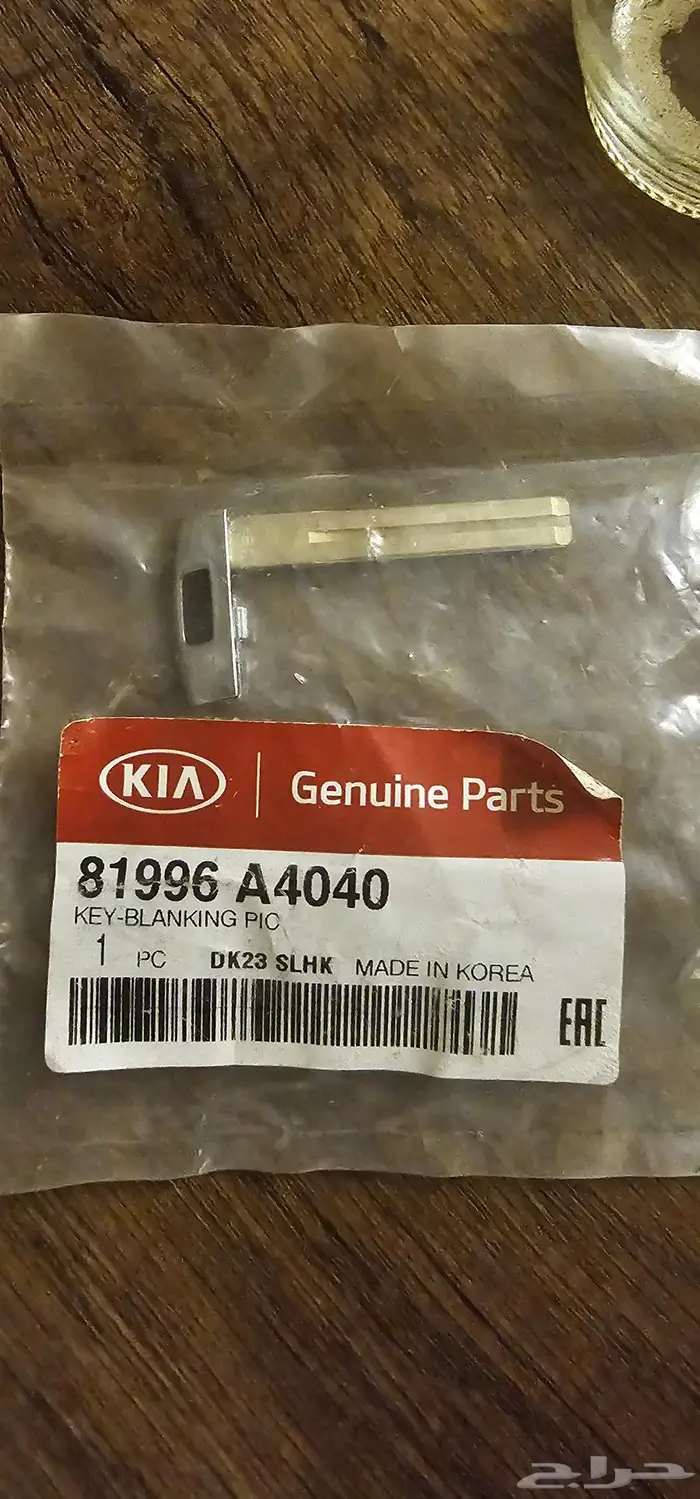 KIA Genuine Parts
81996 A4040
KEY-BLANKING PIC
1 PC DK23 SLHK MADE IN KOREA
EAC
حراج